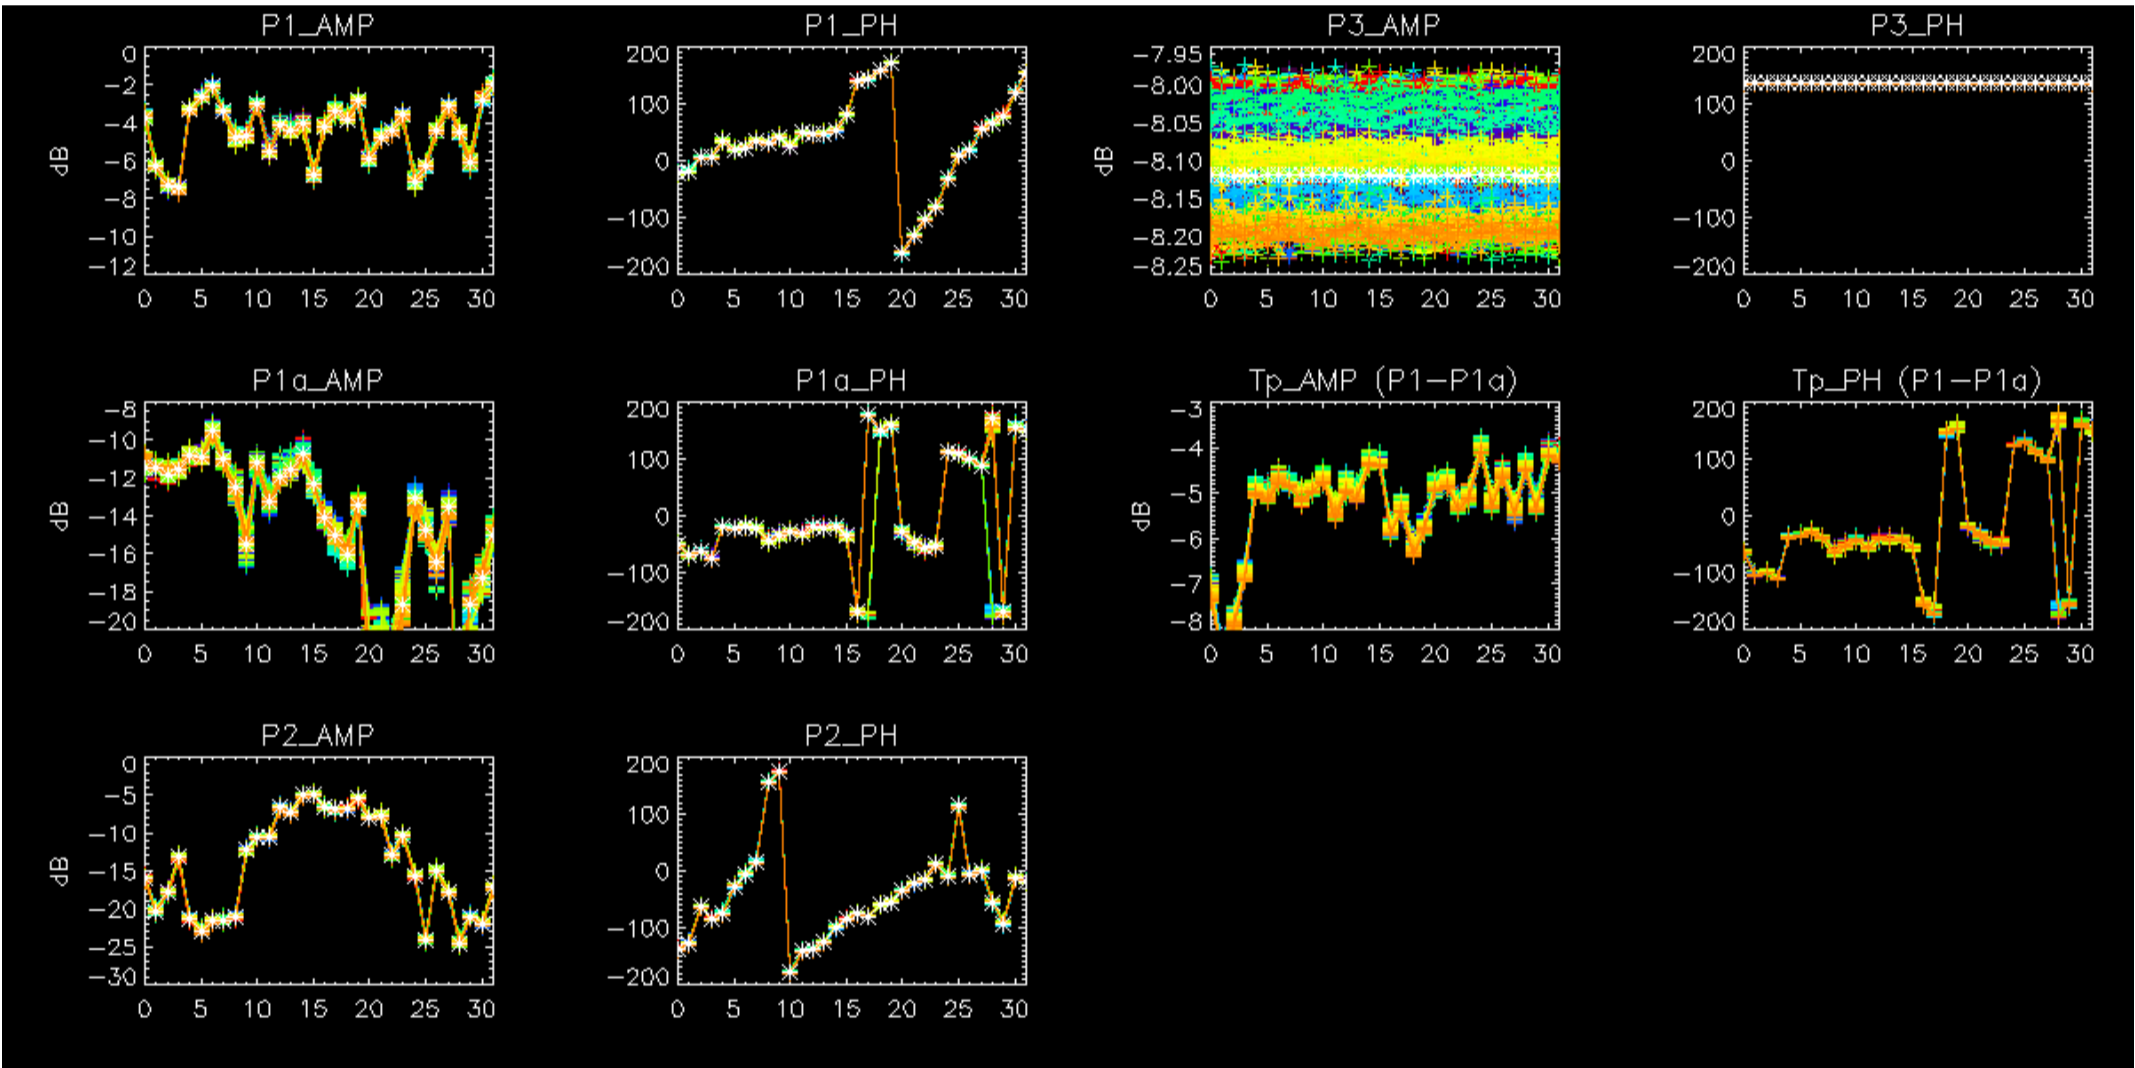 P1_AMP
0
−2
−4
−6
−8
−10
−12
dB
0 5 10 15 20 25 30
P1_PH
200
100
0
−100
−200
0 5 10 15 20 25 30
P3_AMP
−7.95
−8.00
−8.05
−8.10
−8.15
−8.20
−8.25
dB
0 5 10 15 20 25 30
P3_PH
200
100
0
−100
−200
0 5 10 15 20 25 30
P1a_AMP
−8
−10
−12
−14
−16
−18
−20
dB
0 5 10 15 20 25 30
P1a_PH
200
100
0
−100
−200
0 5 10 15 20 25 30
Tp_AMP (P1−P1a)
−3
−4
−5
−6
−7
−8
dB
0 5 10 15 20 25 30
Tp_PH (P1−P1a)
200
100
0
−100
−200
0 5 10 15 20 25 30
P2_AMP
0
−5
−10
−15
−20
−25
−30
dB
0 5 10 15 20 25 30
P2_PH
200
100
0
−100
−200
0 5 10 15 20 25 30